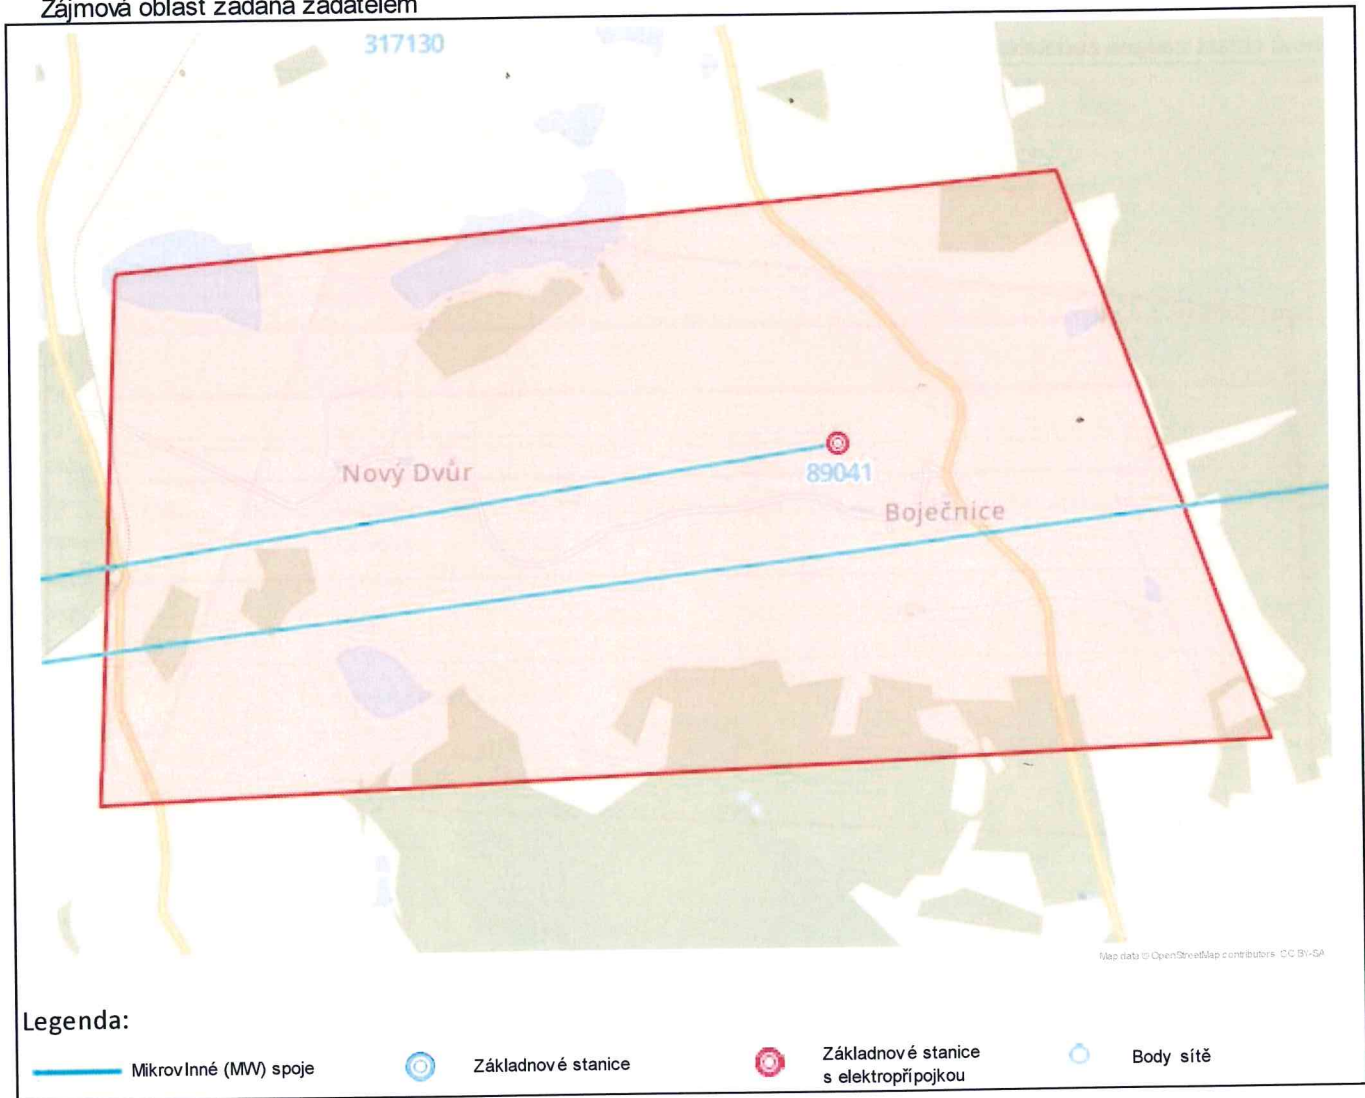 Zájmová oblast zadaná žadatelem
317130
Nový Dvůr
89041
Boječnice
Map data © OpenStreetMap contributors, CC BY-SA
Legenda:
Mikrovlnné (MW) spoje
Základnové stanice
Základnové stanice
s elektropřípojkou
Body sítě